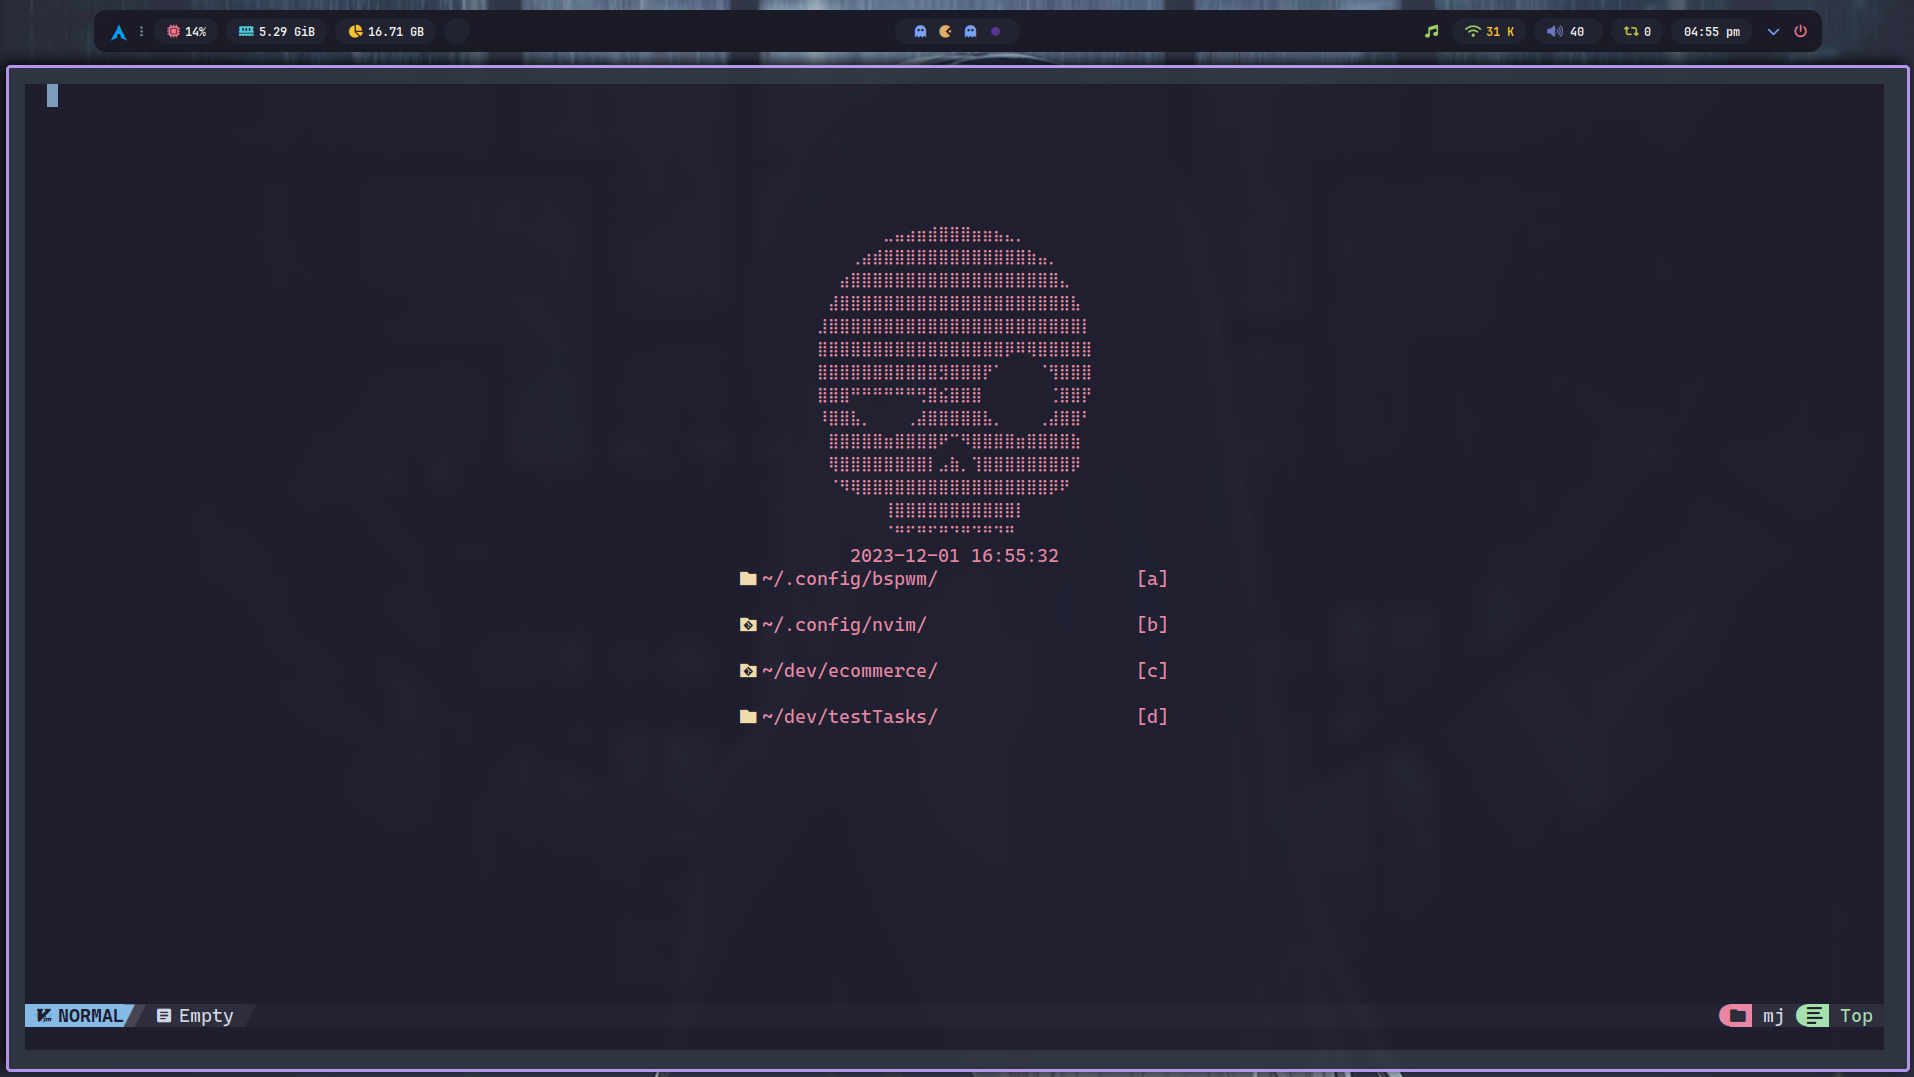 14% 5.29 GiB 16.71 GB 31 K 40 0 04:55 pm
2023-12-01 16:55:32
~/.config/bspwm/ [a]
~/.config/nvim/ [b]
~/dev/ecommerce/ [c]
~/dev/testTasks/ [d]
NORMAL Empty mj Top